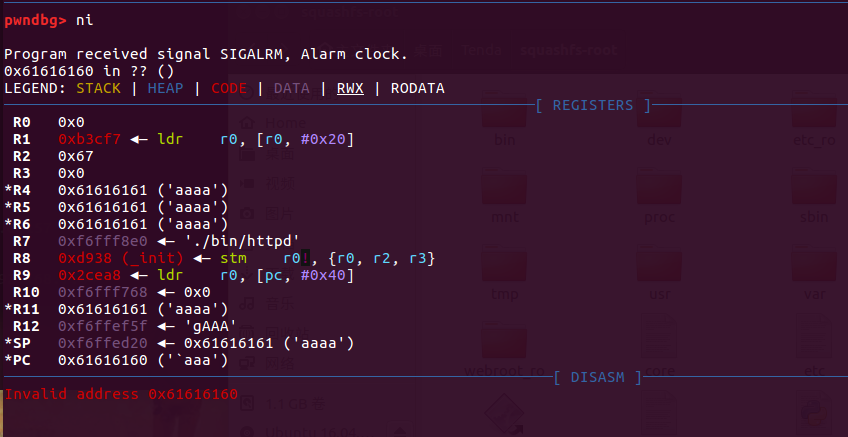 pwndbg> ni
Program received signal SIGALRM, Alarm clock.
0x61616160 in ?? ()
LEGEND: STACK | HEAP | CODE | DATA | RWX | RODATA
[ REGISTERS ]
R0 0x0
R1 0xb3cf7 ◂— ldr r0, [r0, #0x20]
R2 0x67
R3 0x0
*R4 0x61616161 ('aaaa')
*R5 0x61616161 ('aaaa')
*R6 0x61616161 ('aaaa')
R7 0xf6fff8e0 ◂— './bin/httpd'
R8 0xd938 (_init) ◂— stm r0!, {r0, r2, r3}
R9 0x2cea8 ◂— ldr r0, [pc, #0x40]
R10 0xf6fff768 ◂— 0x0
*R11 0x61616161 ('aaaa')
R12 0xf6ffef5f ◂— 'gAAA'
*SP 0xf6ffed20 ◂— 0x61616161 ('aaaa')
*PC 0x61616160 ('`aaa')
[ DISASM ]
Invalid address 0x61616160
squashfs-root
Home
bin
dev
etc_ro
mnt
proc
sbin
tmp
usr
var
webroot_ro
core
etc